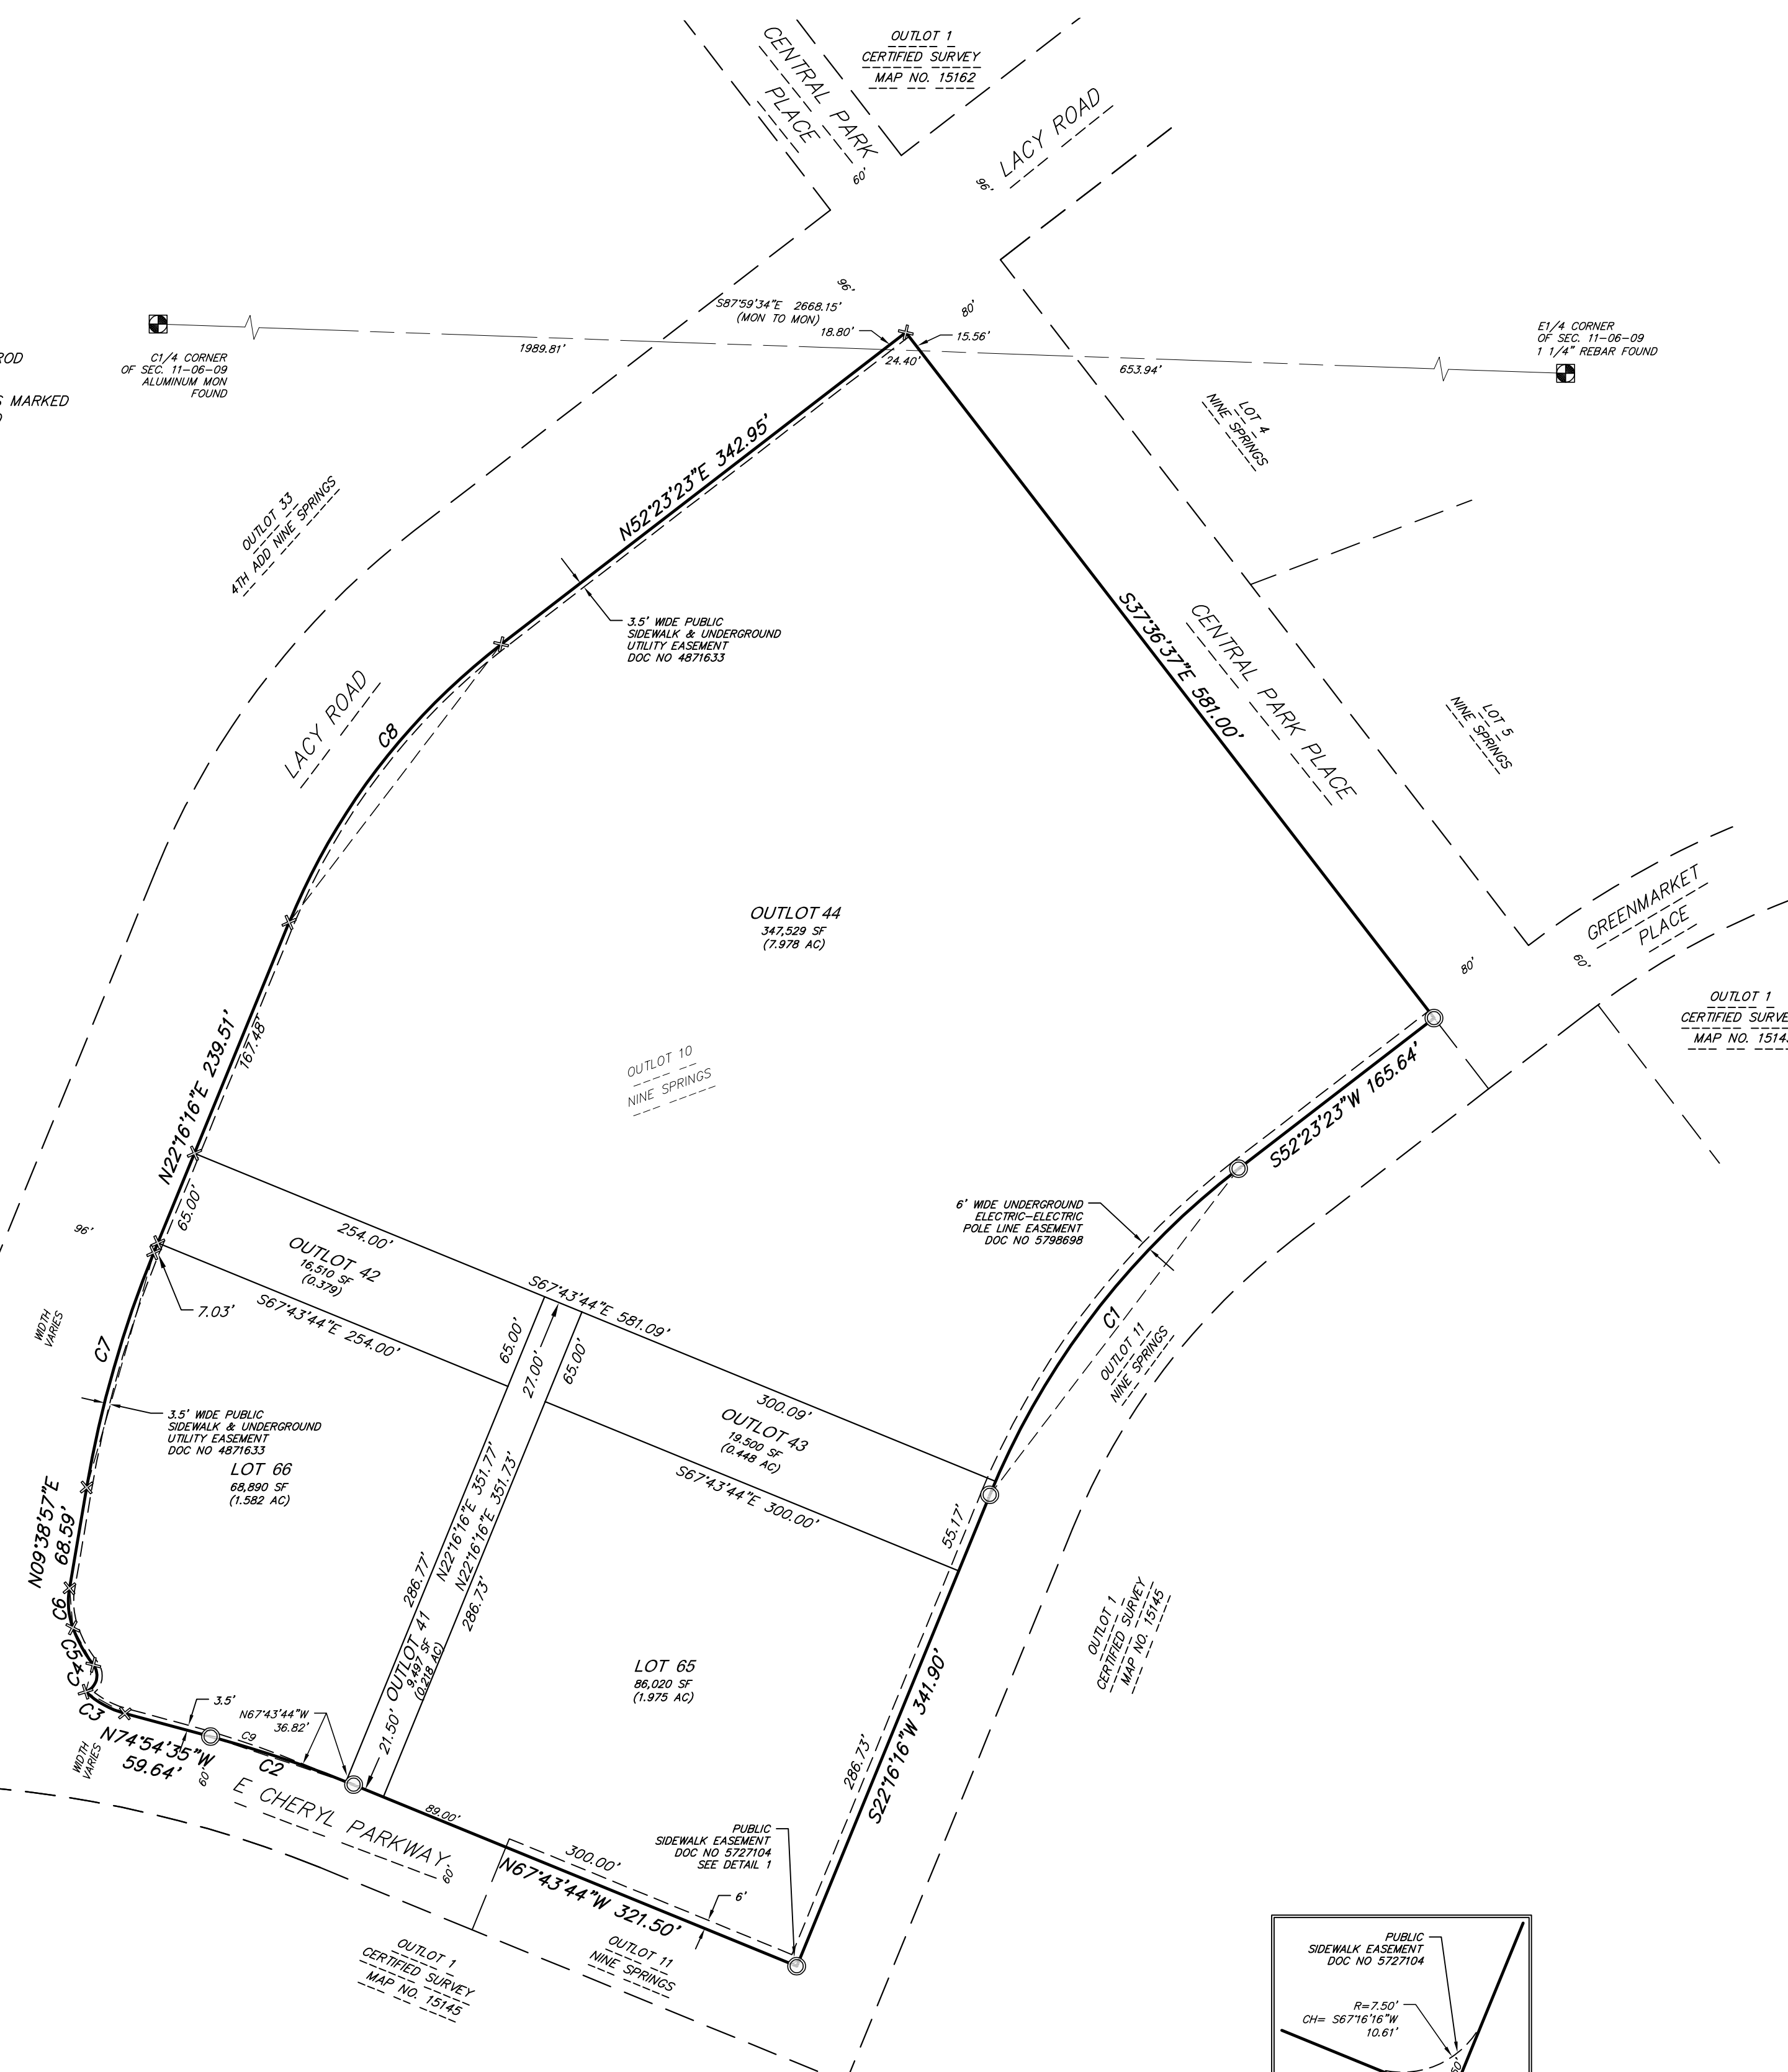 OUTLOT 1
CERTIFIED SURVEY
MAP NO. 15162
CENTRAL PARK
PLACE
60'
LACY ROAD
96'
96'
80'
S87°59'34"E 2668.15'
(MON TO MON)
18.80'
15.56'
24.40'
1989.81'
653.94'
C1/4 CORNER
OF SEC. 11-06-09
ALUMINUM MON
FOUND
E1/4 CORNER
OF SEC. 11-06-09
1 1/4" REBAR FOUND
ROD
MARKED
LOT 4
NINE SPRINGS
N52°23'23"E 342.95'
OUTLOT 33
4TH ADD NINE SPRINGS
3.5' WIDE PUBLIC
SIDEWALK & UNDERGROUND
UTILITY EASEMENT
DOC NO 4871633
S37°36'37"E 581.00'
CENTRAL PARK PLACE
LOT 5
NINE SPRINGS
LACY ROAD
C8
OUTLOT 44
347,529 SF
(7.978 AC)
GREENMARKET
PLACE
80'
60'
OUTLOT 1
CERTIFIED SURVE
MAP NO. 1514
OUTLOT 10
NINE SPRINGS
N22°16'16"E 239.51'
167.48'
S52°23'23"W 165.64'
6' WIDE UNDERGROUND
ELECTRIC-ELECTRIC
POLE LINE EASEMENT
DOC NO 5798698
65.00'
96'
254.00'
OUTLOT 42
16,510 SF
(0.379)
S67°43'44"E 581.09'
S67°43'44"E 254.00'
7.03'
WIDTH
VARIES
C7
65.00'
27.00'
65.00'
C1
OUTLOT 11
NINE SPRINGS
300.09'
OUTLOT 43
19.500 SF
(0.448 AC)
S67°43'44"E 300.00'
3.5' WIDE PUBLIC
SIDEWALK & UNDERGROUND
UTILITY EASEMENT
DOC NO 4871633
LOT 66
68,890 SF
(1.582 AC)
N22°16'16"E 351.77'
N22°16'16"E 351.73'
286.77'
286.73'
55.17'
N09°38'57"E
68.59'
C6
C5
C4
C3
OUTLOT 41
9,497 SF
(0.218 AC)
21.50'
LOT 65
86,020 SF
(1.975 AC)
OUTLOT 1
CERTIFIED SURVEY
MAP NO. 15145
S22°16'16"W 341.90'
286.73'
3.5'
N67°43'44"W
36.82'
C9
C2
N74°54'35"W
59.64'
WIDTH
VARIES
60'
E CHERYL PARKWAY
60'
89.00'
300.00'
N67°43'44"W 321.50'
PUBLIC
SIDEWALK EASEMENT
DOC NO 5727104
SEE DETAIL 1
6'
OUTLOT 1
CERTIFIED SURVEY
MAP NO. 15145
OUTLOT 11
NINE SPRINGS
PUBLIC
SIDEWALK EASEMENT
DOC NO 5727104
R=7.50'
CH= S67°16'16"W
10.61'